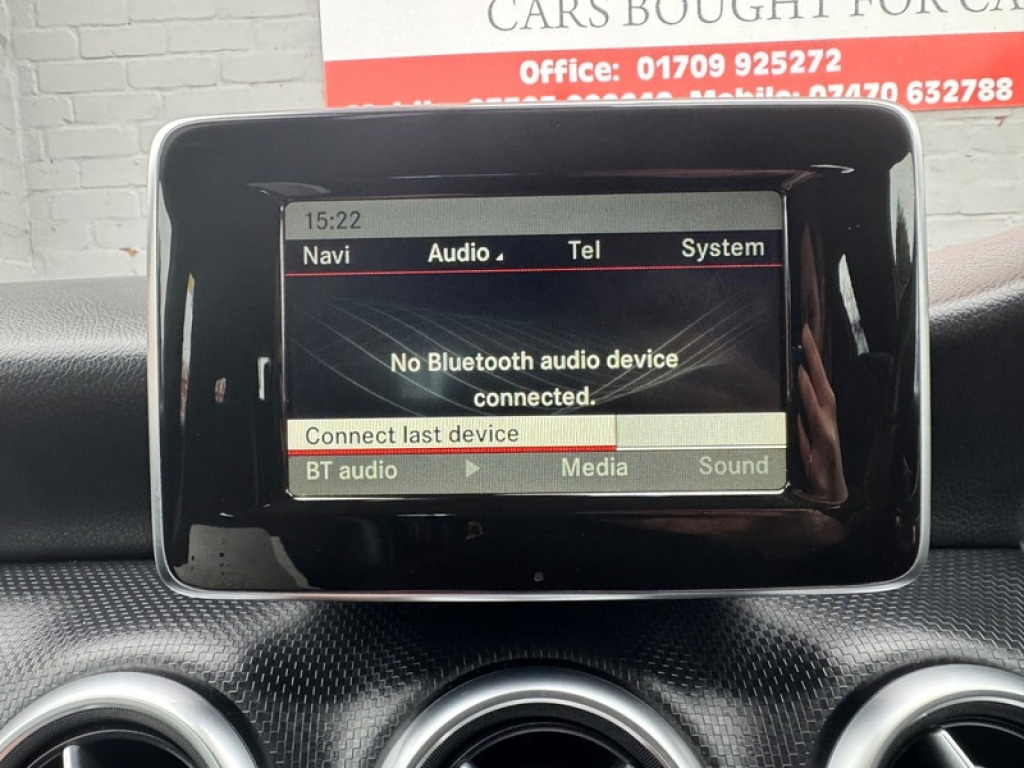 CARS BOUGHT FOR CA
Office: 01709 925272
Mobile: 07470 632788
15:22
Navi Audio Tel System
No Bluetooth audio device
connected.
Connect last device
BT audio Media Sound